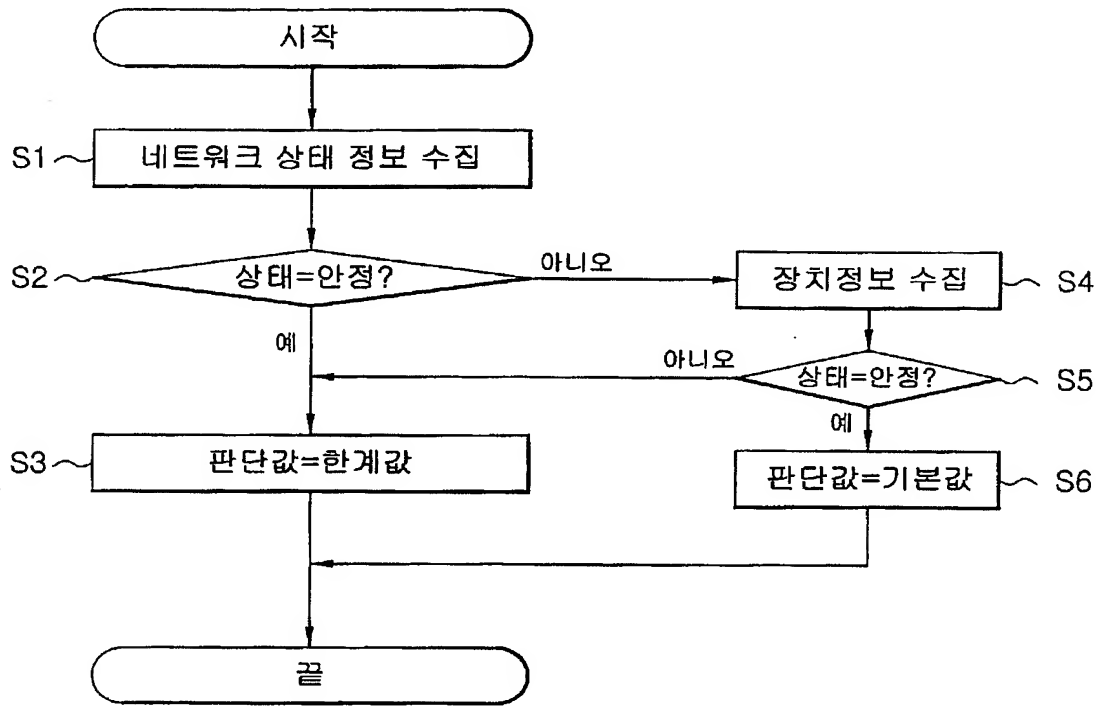 시작
S1
네트워크 상태 정보 수집
S2
상태=안정?
아니오
장치정보 수집
S4
예
아니오
상태=안정?
S5
예
S3
판단값=한계값
판단값=기본값
S6
끝